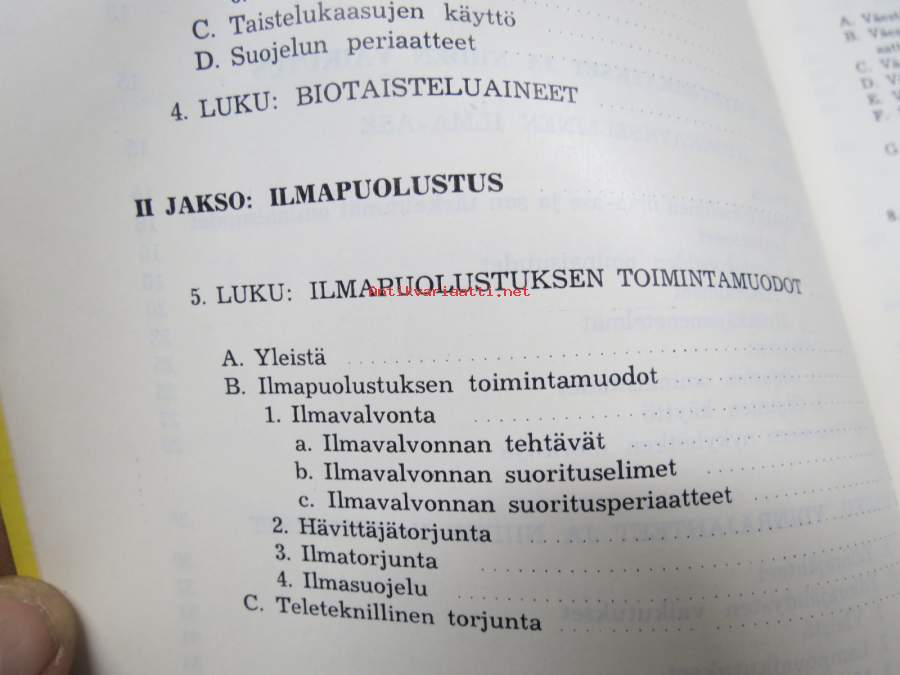 C. Taistelukaasujen käyttö
D. Suojelun periaatteet
4. LUKU: BIOTAISTELUAINEET
II JAKSO: ILMAPUOLUSTUS
5. LUKU: ILMAPUOLUSTUKSEN TOIMINTAMUODOT
Antikvariaatti.net
A. Yleistä
B. Ilmapuolustuksen toimintamuodot
1. Ilmavalvonta
a. Ilmavalvonnan tehtävät
b. Ilmavalvonnan suorituselimet
c. Ilmavalvonnan suoritusperiaatteet
2. Hävittäjätorjunta
3. Ilmatorjunta
4. Ilmasuojelu
C. Teleteknillinen torjunta